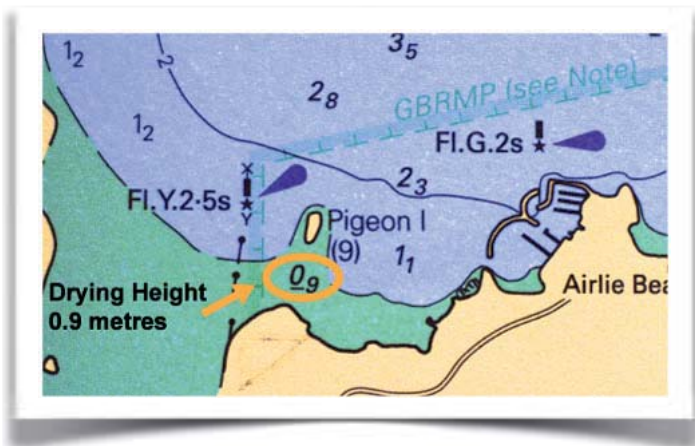 1₂
3₅
2
2₈
GBRMP (see Note)
1₂
Fl.G.2s
2₃
Fl.Y.2·5s
Pigeon I
(9)
1₁
0₉
Airlie Bea
Drying Height
0.9 metres